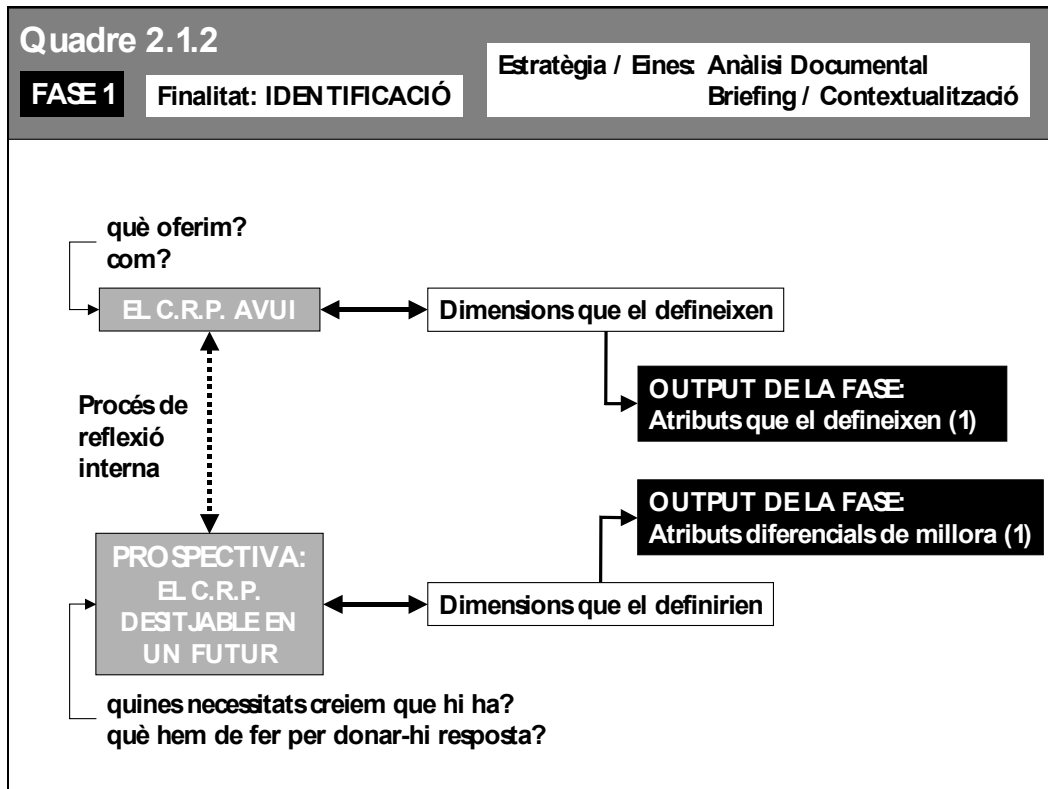 Quadre 2.1.2
FASE 1
Finalitat: IDENTIFICACIÓ
Estratègia / Eines: Anàlisi Documental
Briefing / Contextualització
què oferim?
com?
EL C.R.P. AVUI
Dimensions que el defineixen
OUTPUT DE LA FASE:
Atributs que el defineixen (1)
Procés de
reflexió
interna
OUTPUT DE LA FASE:
Atributs diferencials de millora (1)
PROSPECTIVA:
EL C.R.P.
DESITJABLE EN
UN FUTUR
Dimensions que el definirien
quines necessitats creiem que hi ha?
què hem de fer per donar-hi resposta?